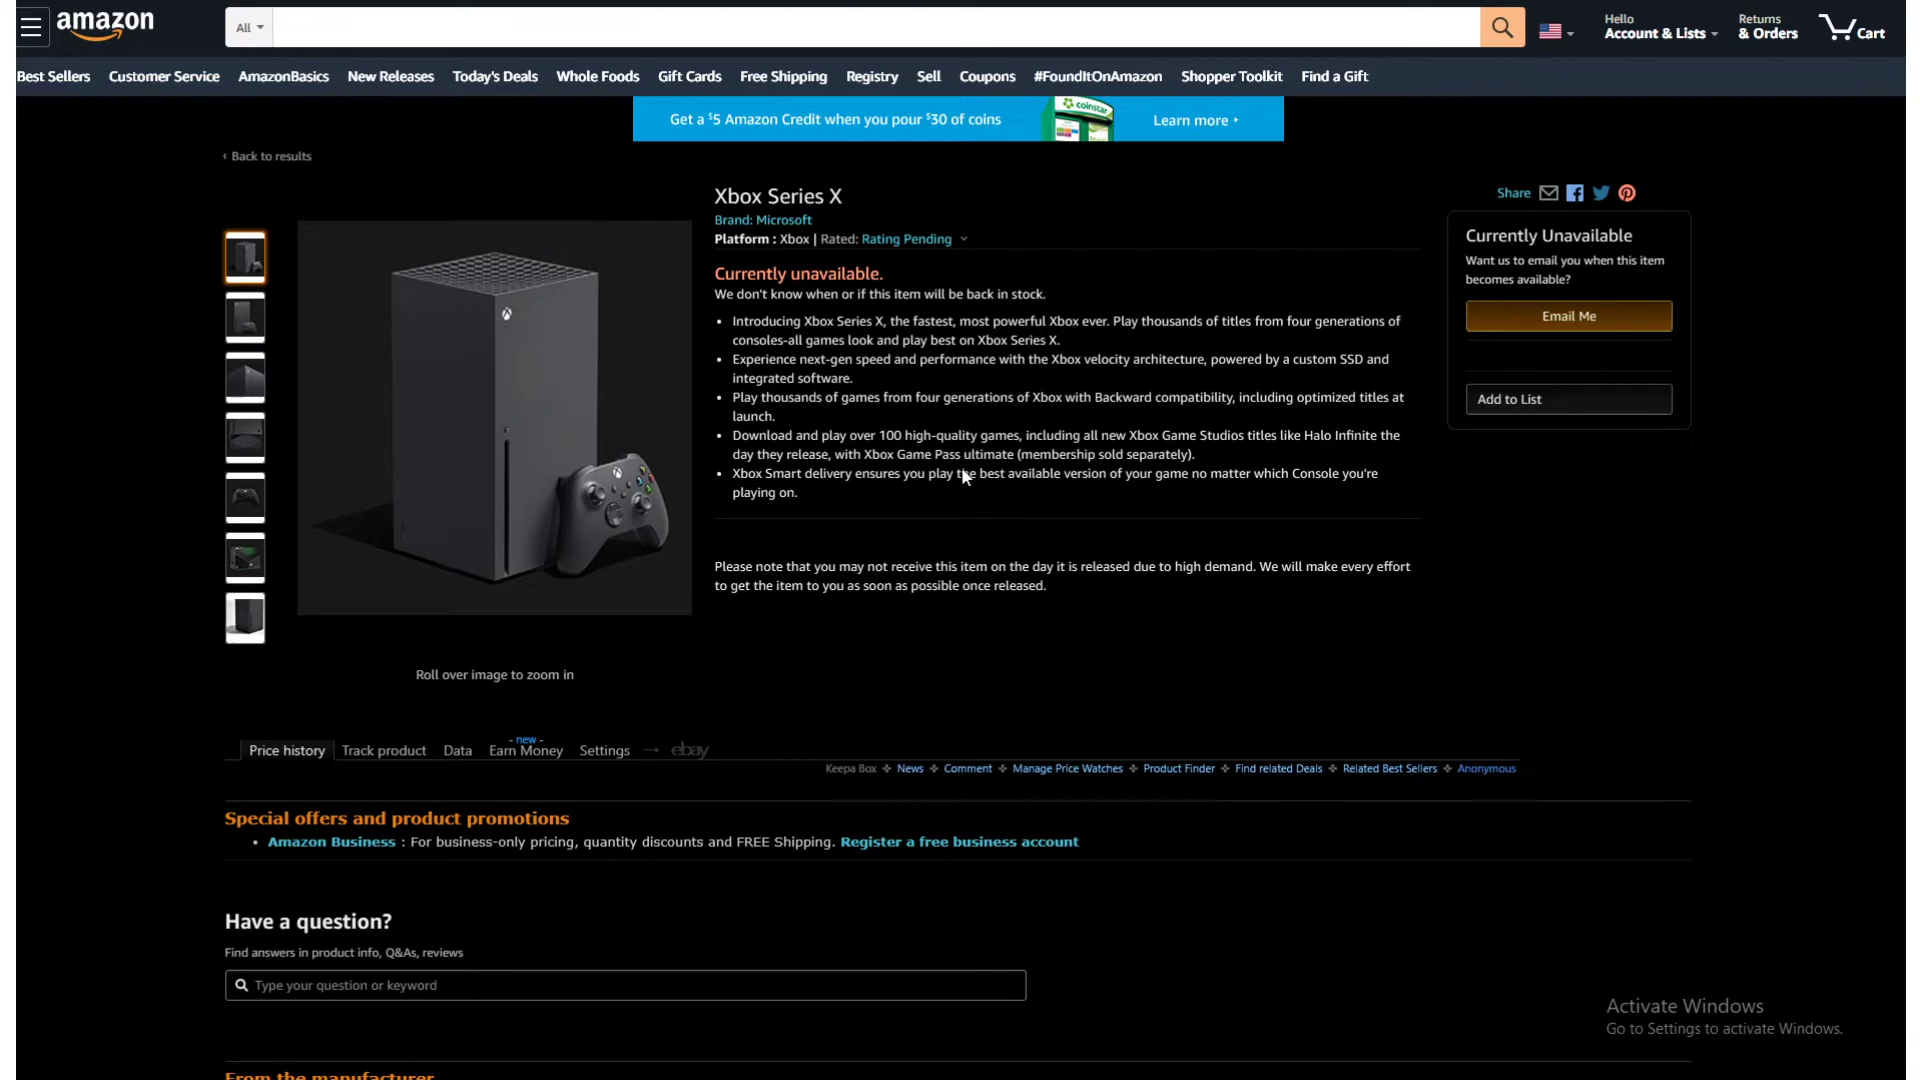 amazon
All
Hello
Account & Lists
Returns
& Orders
Cart
Best Sellers Customer Service AmazonBasics New Releases Today's Deals Whole Foods Gift Cards Free Shipping Registry Sell Coupons #FoundItOnAmazon Shopper Toolkit Find a Gift
Get a $5 Amazon Credit when you pour $30 of coins
coinstar
Learn more
‹ Back to results
Xbox Series X
Brand: Microsoft
Platform : Xbox | Rated: Rating Pending
Currently unavailable.
We don't know when or if this item will be back in stock.
• Introducing Xbox Series X, the fastest, most powerful Xbox ever. Play thousands of titles from four generations of
consoles-all games look and play best on Xbox Series X.
• Experience next-gen speed and performance with the Xbox velocity architecture, powered by a custom SSD and
integrated software.
• Play thousands of games from four generations of Xbox with Backward compatibility, including optimized titles at
launch.
• Download and play over 100 high-quality games, including all new Xbox Game Studios titles like Halo Infinite the
day they release, with Xbox Game Pass ultimate (membership sold separately).
• Xbox Smart delivery ensures you play the best available version of your game no matter which Console you're
playing on.
Please note that you may not receive this item on the day it is released due to high demand. We will make every effort
to get the item to you as soon as possible once released.
Share
Currently Unavailable
Want us to email you when this item
becomes available?
Email Me
Add to List
Roll over image to zoom in
Price history Track product Data - new - Earn Money Settings → ebay
Keepa Box ✧ News ✧ Comment ✧ Manage Price Watches ✧ Product Finder ✧ Find related Deals ✧ Related Best Sellers ✧ Anonymous
Special offers and product promotions
• Amazon Business : For business-only pricing, quantity discounts and FREE Shipping. Register a free business account
Have a question?
Find answers in product info, Q&As, reviews
Type your question or keyword
Activate Windows
Go to Settings to activate Windows.
From the manufacturer